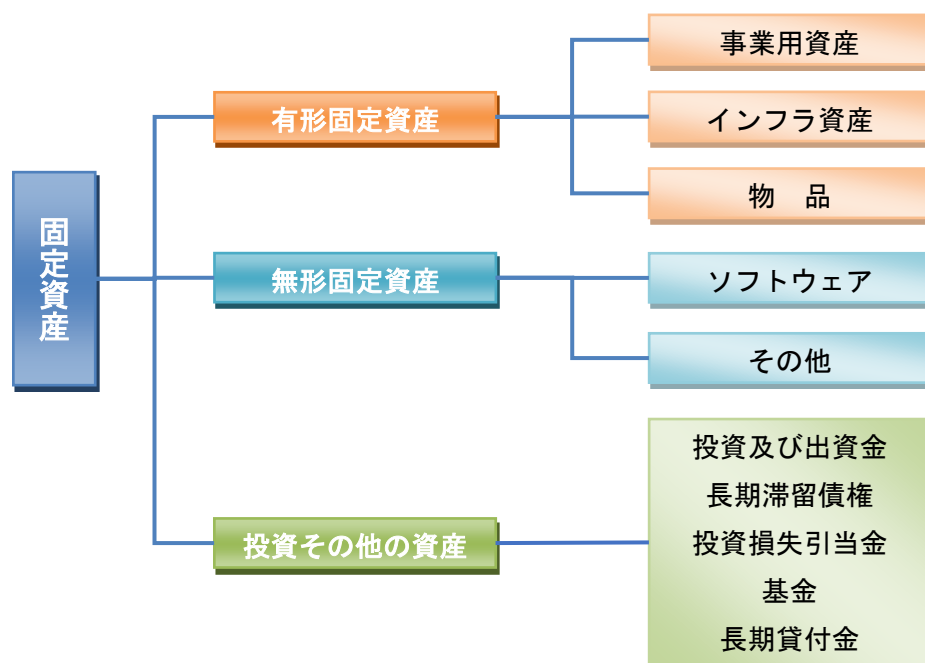 固定資産
有形固定資産
事業用資産
インフラ資産
物　品
無形固定資産
ソフトウェア
その他
投資その他の資産
投資及び出資金
長期滞留債権
投資損失引当金
基金
長期貸付金